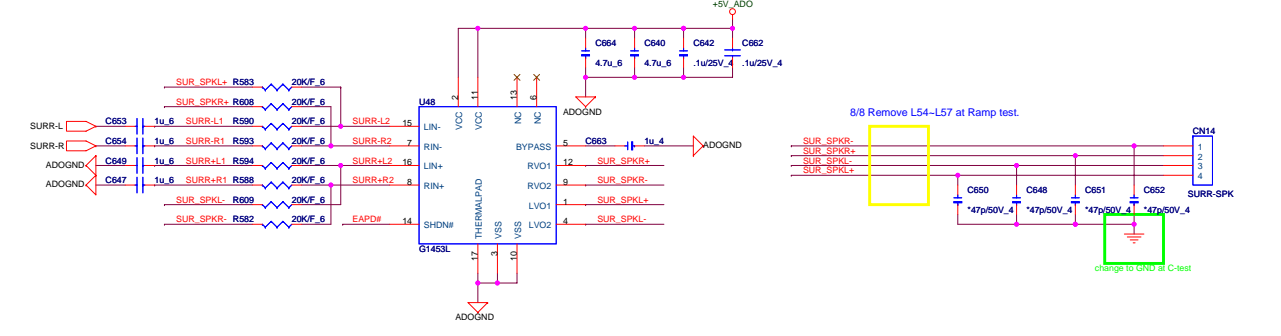 +5V_ADO
C664
4.7u_6
C640
4.7u_6
C642
.1u/25V_4
C662
.1u/25V_4
ADOGND
SUR_SPKL+ R583 20K/F_6
SUR_SPKR+ R608 20K/F_6
SURR-L C653 1u_6 SURR-L1 R590 20K/F_6 SURR-L2 15
SURR-R C654 1u_6 SURR-R1 R593 20K/F_6 SURR-R2 7
ADOGND C649 1u_6 SURR+L1 R594 20K/F_6 SURR+L2 16
ADOGND C647 1u_6 SURR+R1 R588 20K/F_6 SURR+R2 8
SUR_SPKL- R609 20K/F_6
SUR_SPKR- R582 20K/F_6
EAPD# 14
U48
2 11 13 6
VCC VCC NC NC
LIN-
RIN-
LIN+
RIN+
SHDN#
BYPASS 5 C663 1u_4 ADOGND
RVO1 12 SUR_SPKR+
RVO2 9 SUR_SPKR-
LVO1 1 SUR_SPKL+
LVO2 4 SUR_SPKL-
THERMALPAD VSS VSS
G1453L
17 3 10
ADOGND
8/8 Remove L54~L57 at Ramp test.
CN14
SUR_SPKR- 1
SUR_SPKR+ 2
SUR_SPKL- 3
SUR_SPKL+ 4
SURR-SPK
C650
*47p/50V_4
C648
*47p/50V_4
C651
*47p/50V_4
C652
*47p/50V_4
change to GND at C-test